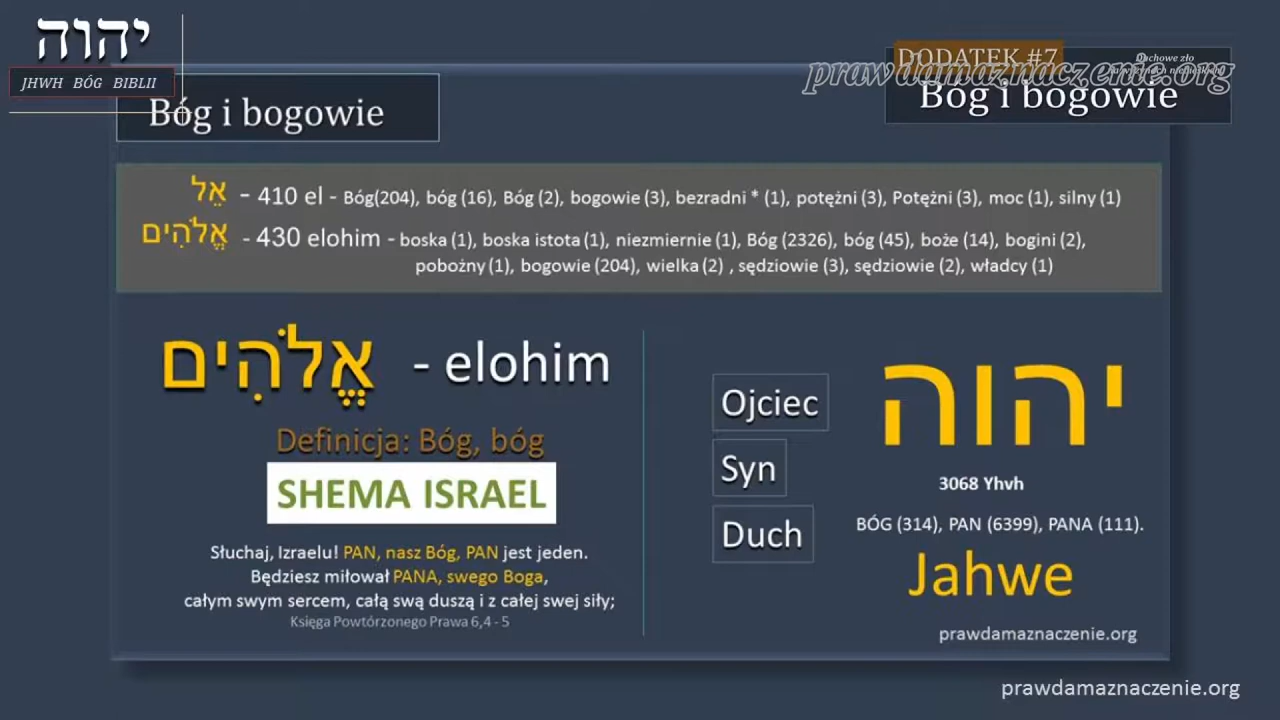 יהוה
JHWH BÓG BIBLII
DODATEK #7
Duchowe zło
prawdamaznaczenie.org
Bóg i bogowie
Bóg i bogowie
אֵל - 410 el - Bóg(204), bóg (16), Bóg (2), bogowie (3), bezradni * (1), potężni (3), Potężni (3), moc (1), silny (1)
אֱלֹהִים - 430 elohim - boska (1), boska istota (1), niezmiernie (1), Bóg (2326), bóg (45), boże (14), bogini (2),
pobożny (1), bogowie (204), wielka (2) , sędziowie (3), sędziowie (2), władcy (1)
אֱלֹהִים - elohim
Definicja: Bóg, bóg
SHEMA ISRAEL
Słuchaj, Izraelu! PAN, nasz Bóg, PAN jest jeden.
Będziesz miłował PANA, swego Boga,
całym swym sercem, całą swą duszą i z całej swej siły;
Księga Powtórzonego Prawa 6,4 - 5
Ojciec
Syn
Duch
יהוה
3068 Yhvh
BÓG (314), PAN (6399), PANA (111).
Jahwe
prawdamaznaczenie.org
prawdamaznaczenie.org